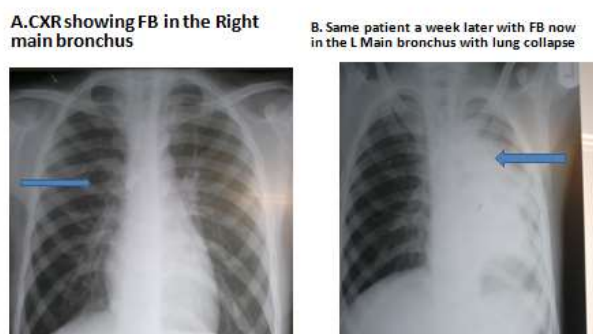 A.CXR showing FB in the Right
main bronchus
B. Same patient a week later with FB now
in the L Main bronchus with lung collapse